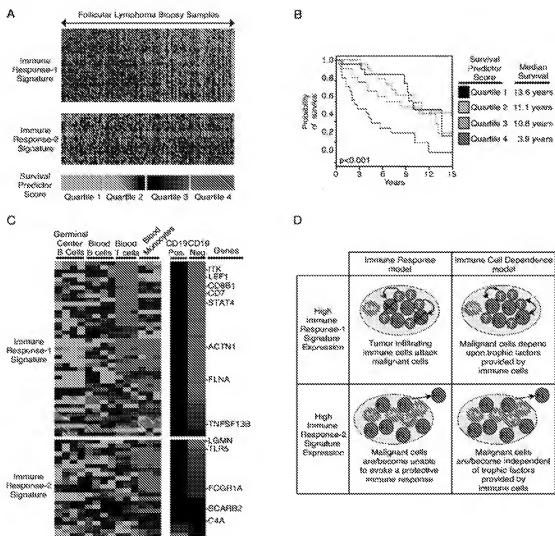 A
Follicular Lymphoma Biopsy Samples
Immune
Response-1
Signature
Immune
Response-2
Signature
Survival
Predictor
Score
Quartile 1 Quartile 2 Quartile 3 Quartile 4
B
Probability
of survival
1.0
0.8
0.6
0.4
0.2
0.0
p<0.001
0 3 6 9 12 15
Years
Survival
Predictor
Score
Median
Survival
Quartile 1 13.6 years
Quartile 2 11.1 years
Quartile 3 10.8 years
Quartile 4 3.9 years
C
Germinal
Center
B Cells
Blood
B cells
Blood
T cells
Blood
Monocytes
CD19 CD19
Pos. Neg.
Genes
Immune
Response-1
Signature
ITK
LEF1
CD8B1
CD7
STAT4
ACTN1
FLNA
TNFSF13B
Immune
Response-2
Signature
LGMN
TLR5
FCGR1A
SCARB2
C4A
D
Immune Response
model
Immune Cell Dependence
model
High
Immune
Response-1
Signature
Expression
Tumor infiltrating
immune cells attack
malignant cells
Malignant cells depend
upon trophic factors
provided by
immune cells
High
Immune
Response-2
Signature
Expression
Malignant cells
are/become unable
to evoke a protective
immune response
Malignant cells
are/become independent
of trophic factors
provided by
immune cells